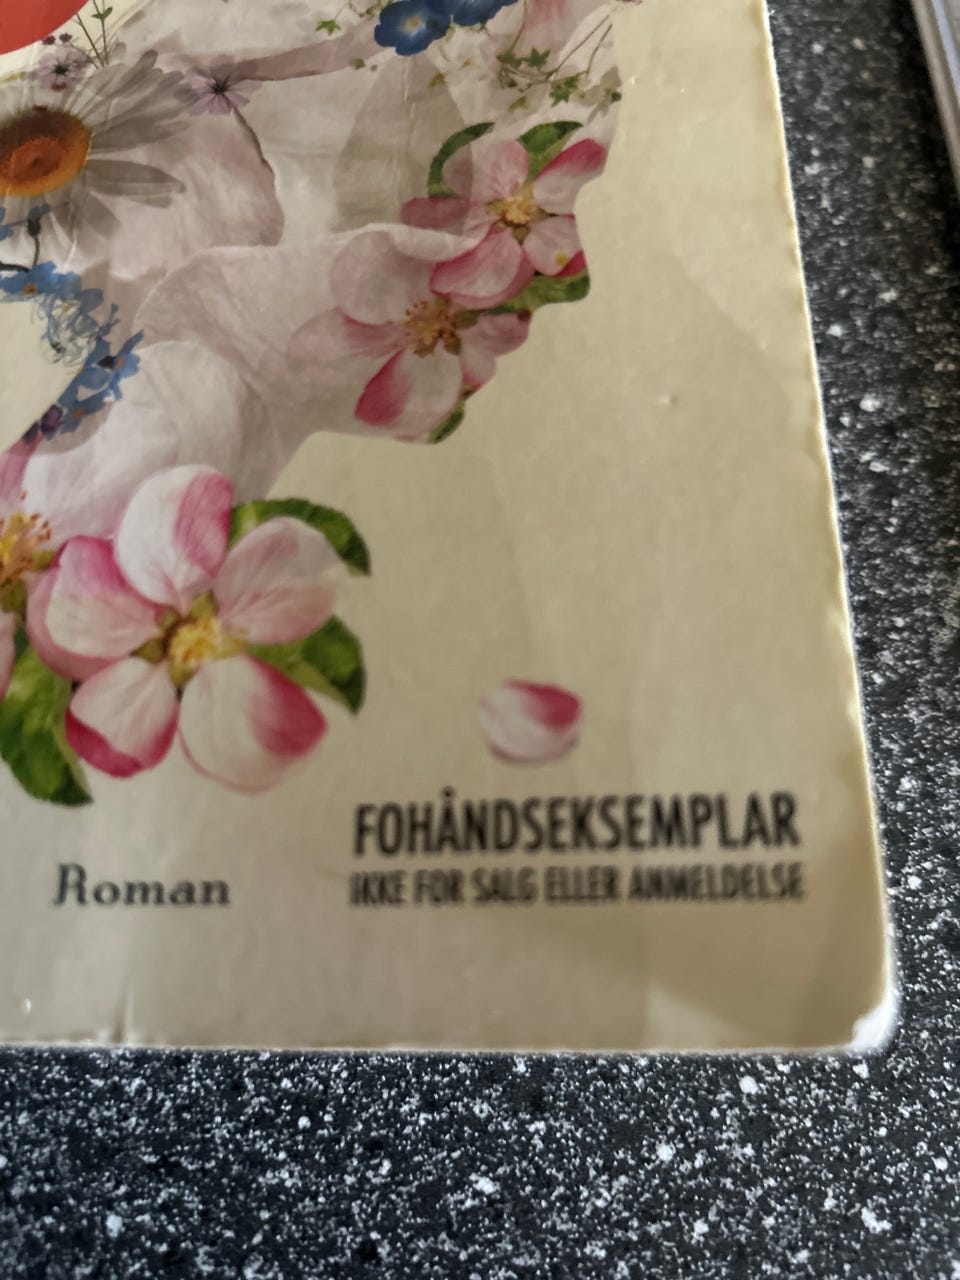 Roman
FOHÅNDSEKSEMPLAR
IKKE FOR SALG ELLER ANMELDELSE